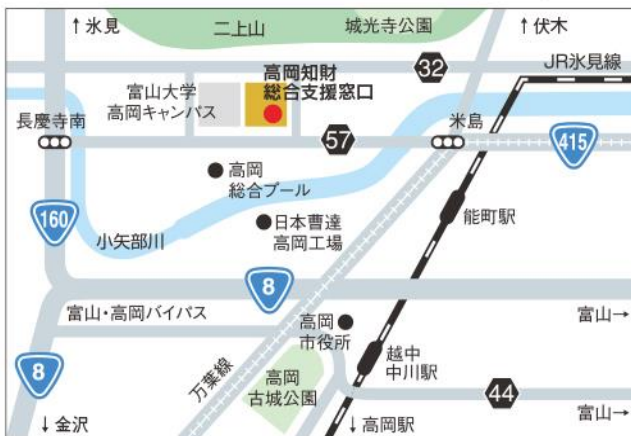 ↑氷見
二上山
城光寺公園
↑伏木
32
JR氷見線
高岡知財
総合支援窓口
富山大学
高岡キャンパス
長慶寺南
57
米島
415
高岡
総合プール
160
小矢部川
日本曹達
高岡工場
能町駅
8
富山・高岡バイパス
高岡
市役所
富山→
8
万葉線
高岡
古城公園
越中
中川駅
44
↓金沢
↓高岡駅
富山→